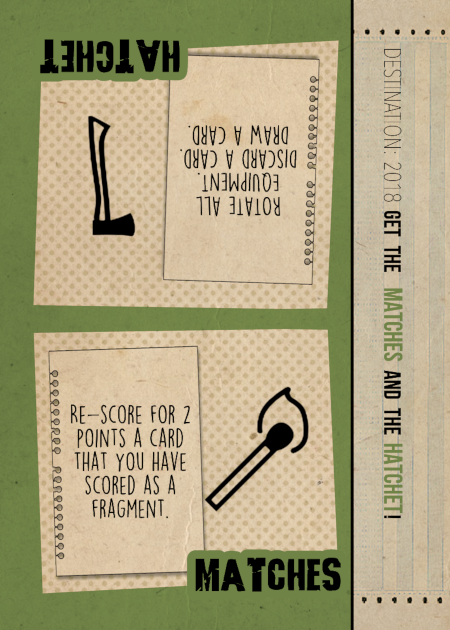 HATCHET
ROTATE ALL
EQUIPMENT.
DISCARD A CARD.
DRAW A CARD.
RE-SCORE FOR 2
POINTS A CARD
THAT YOU HAVE
SCORED AS A
FRAGMENT.
MATCHES
DESTINATION: 2018 GET THE MATCHES AND THE HATCHET!